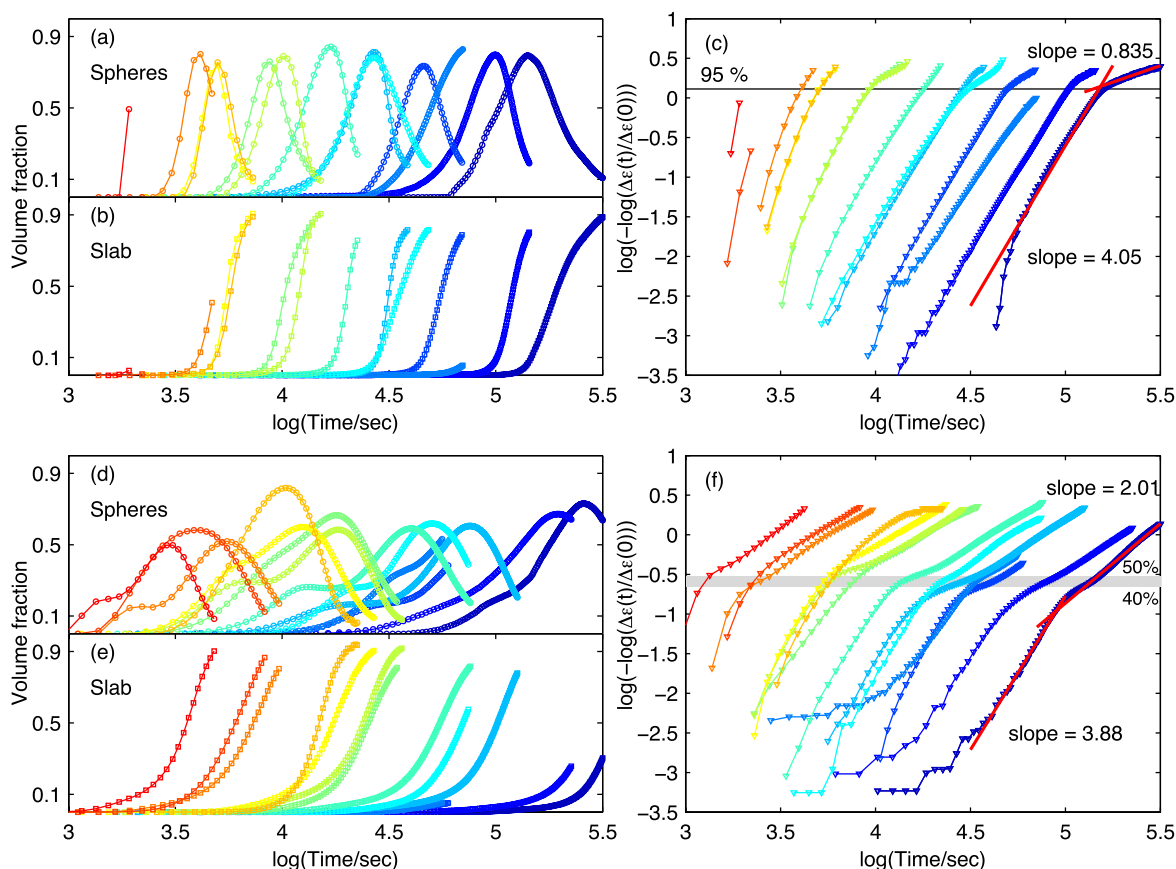 (a)
Spheres
0.9
0.5
0.1
(b)
Slab
0.9
0.5
0.1
Volume fraction
3
3.5
4
4.5
5
5.5
log(Time/sec)
(c)
slope = 0.835
95 %
slope = 4.05
1
0.5
0
−0.5
−1
−1.5
−2
−2.5
−3
−3.5
log(−log(Δε(t)/Δε(0)))
3
3.5
4
4.5
5
5.5
log(Time/sec)
(d)
Spheres
0.9
0.5
0.1
(e)
Slab
0.9
0.5
0.1
Volume fraction
3
3.5
4
4.5
5
5.5
log(Time/sec)
(f)
slope = 2.01
50%
40%
slope = 3.88
1
0.5
0
−0.5
−1
−1.5
−2
−2.5
−3
−3.5
log(−log(Δε(t)/Δε(0)))
3
3.5
4
4.5
5
5.5
log(Time/sec)